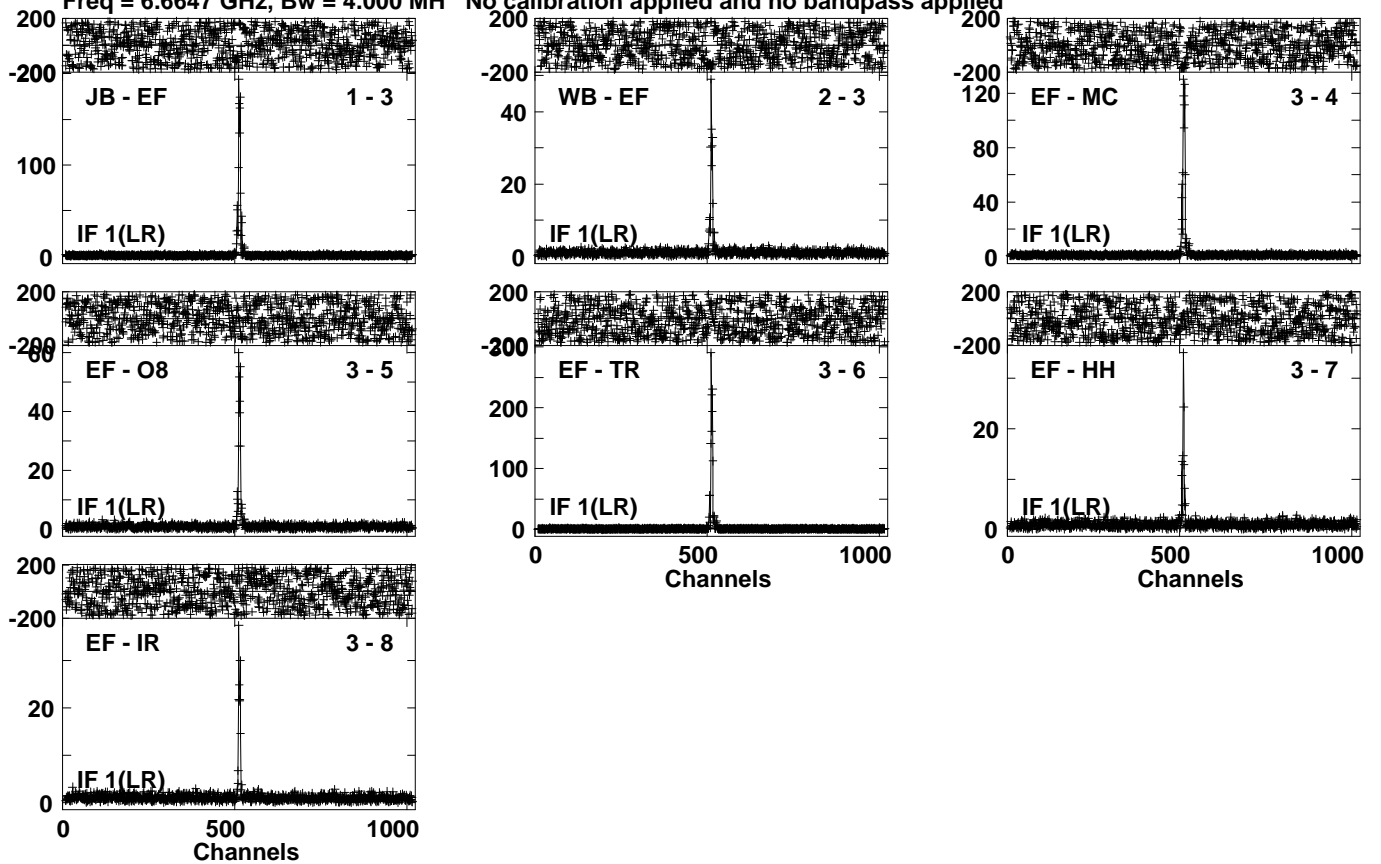 Freq = 6.6647 GHz, Bw = 4.000 MH No calibration applied and no bandpass applied
200 200 200
-200 -200 -200
JB - EF 1 - 3 WB - EF 2 - 3 EF - MC 3 - 4
120
40
100 80
20
40
IF 1(LR) IF 1(LR) IF 1(LR)
0 0 0
200 200 200
-200 -200
60 300
EF - O8 3 - 5 EF - TR 3 - 6 EF - HH 3 - 7
40 200 20
20 100
IF 1(LR) IF 1(LR) IF 1(LR)
0 0 0
0 500 1000 0 500 1000
Channels Channels
200
-200
EF - IR 3 - 8
20
IF 1(LR)
0
0 500 1000
Channels